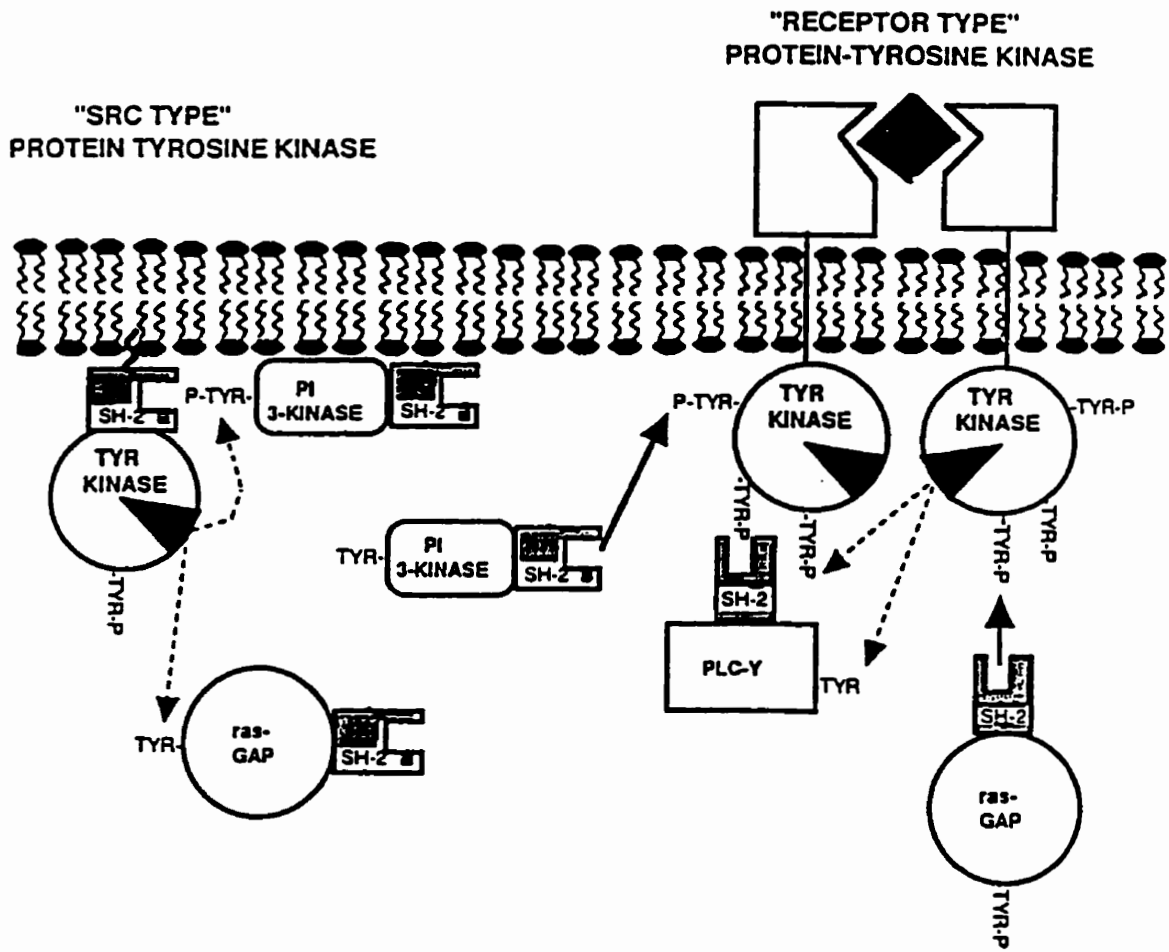 "RECEPTOR TYPE"
PROTEIN-TYROSINE KINASE
"SRC TYPE"
PROTEIN TYROSINE KINASE
SH-2
TYR
KINASE
TYR-P
P-TYR-
PI
3-KINASE
SH-2
P-TYR-
TYR
KINASE
TYR-P
TYR-P
TYR
KINASE
-TYR-P
TYR-P
TYR-P
TYR-
PI
3-KINASE
SH-2
SH-2
PLC-Y
TYR
TYR-
ras-
GAP
SH-2
SH-2
ras-
GAP
TYR-P